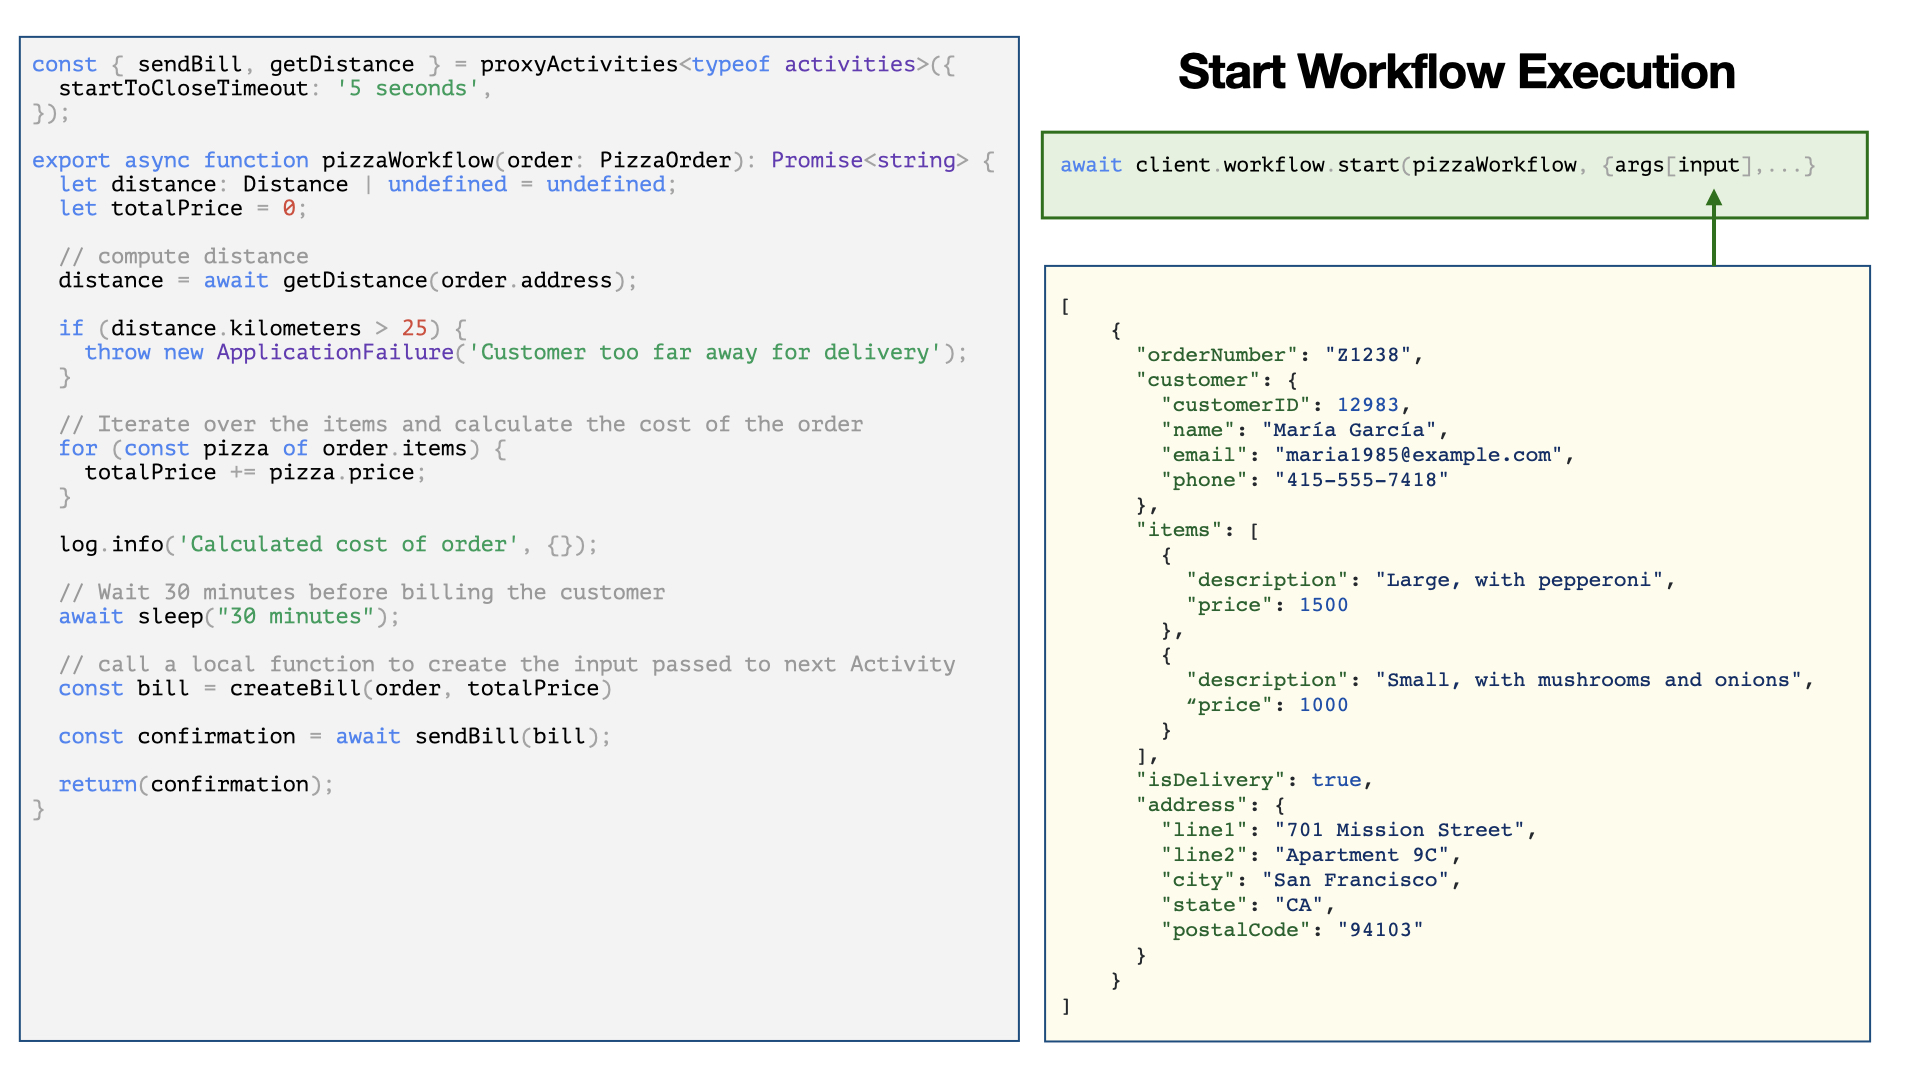 const { sendBill, getDistance } = proxyActivities<typeof activities>({
  startToCloseTimeout: '5 seconds',
});

export async function pizzaWorkflow(order: PizzaOrder): Promise<string> {
  let distance: Distance | undefined = undefined;
  let totalPrice = 0;

  // compute distance
  distance = await getDistance(order.address);

  if (distance.kilometers > 25) {
    throw new ApplicationFailure('Customer too far away for delivery');
  }

  // Iterate over the items and calculate the cost of the order
  for (const pizza of order.items) {
    totalPrice += pizza.price;
  }

  log.info('Calculated cost of order', {});

  // Wait 30 minutes before billing the customer
  await sleep("30 minutes");

  // call a local function to create the input passed to next Activity
  const bill = createBill(order, totalPrice)

  const confirmation = await sendBill(bill);

  return(confirmation);
}
Start Workflow Execution
await client.workflow.start(pizzaWorkflow, {args[input],...}
[
    {
      "orderNumber": "Z1238",
      "customer": {
        "customerID": 12983,
        "name": "María García",
        "email": "maria1985@example.com",
        "phone": "415-555-7418"
      },
      "items": [
        {
          "description": "Large, with pepperoni",
          "price": 1500
        },
        {
          "description": "Small, with mushrooms and onions",
          “price": 1000
        }
      ],
      "isDelivery": true,
      "address": {
        "line1": "701 Mission Street",
        "line2": "Apartment 9C",
        "city": "San Francisco",
        "state": "CA",
        "postalCode": "94103"
      }
    }
]